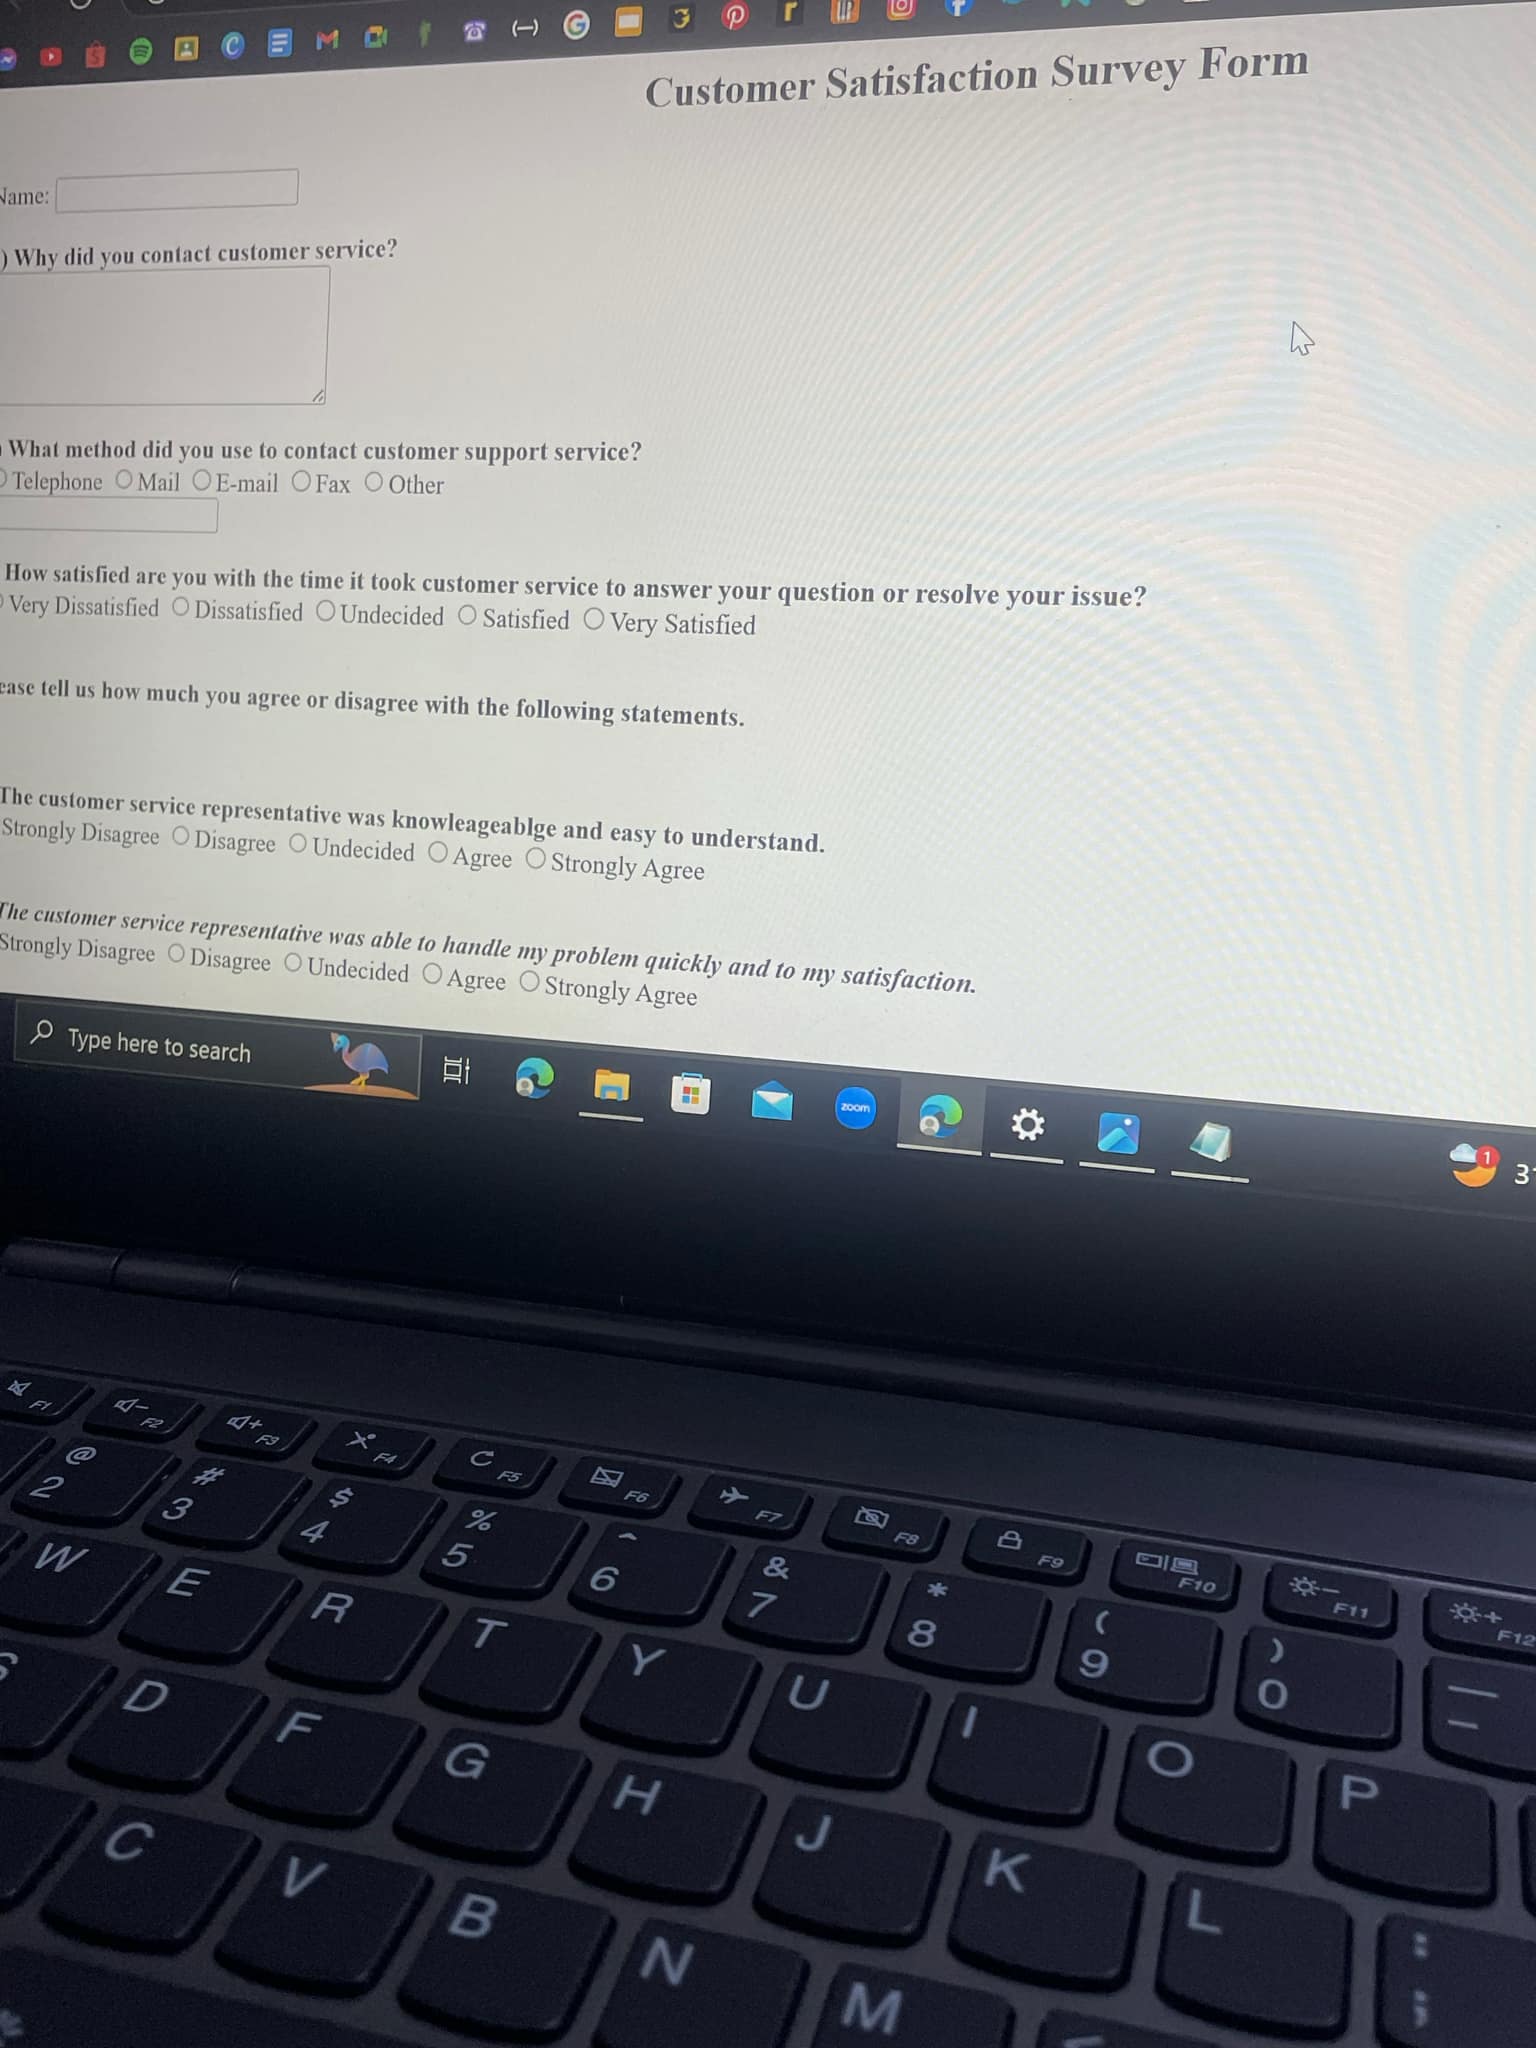 Customer Satisfaction Survey Form
Name:
) Why did you contact customer service?
What method did you use to contact customer support service?
Telephone Mail E-mail Fax Other
How satisfied are you with the time it took customer service to answer your question or resolve your issue?
Very Dissatisfied Dissatisfied Undecided Satisfied Very Satisfied
ease tell us how much you agree or disagree with the following statements.
The customer service representative was knowleageablge and easy to understand.
Strongly Disagree Disagree Undecided Agree Strongly Agree
The customer service representative was able to handle my problem quickly and to my satisfaction.
Strongly Disagree Disagree Undecided Agree Strongly Agree
Type here to search
zoom
1
3
F1 F2 F3 F4 F5 F6 F7 F8 F9 F10 F11 F12
@ # $ % ^ & * ( )
2 3 4 5 6 7 8 9 0
W E R T Y U I O P
S D F G H J K L : ;
C V B N M